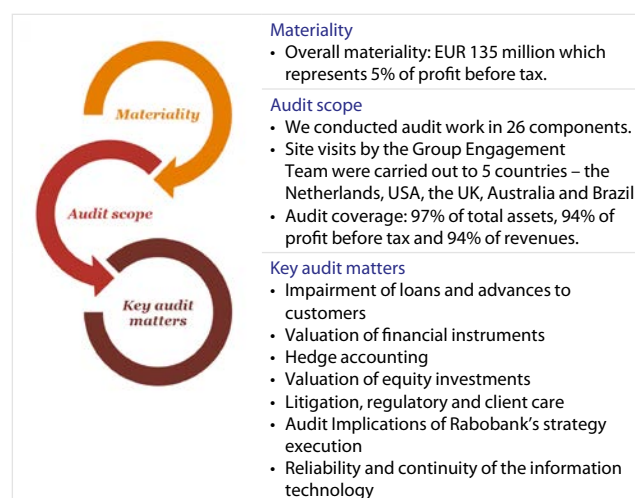 Materiality
Audit scope
Key audit
matters
Materiality
• Overall materiality: EUR 135 million which
represents 5% of profit before tax.
Audit scope
• We conducted audit work in 26 components.
• Site visits by the Group Engagement
Team were carried out to 5 countries – the
Netherlands, USA, the UK, Australia and Brazil
• Audit coverage: 97% of total assets, 94% of
profit before tax and 94% of revenues.
Key audit matters
• Impairment of loans and advances to
customers
• Valuation of financial instruments
• Hedge accounting
• Valuation of equity investments
• Litigation, regulatory and client care
• Audit Implications of Rabobank's strategy
execution
• Reliability and continuity of the information
technology